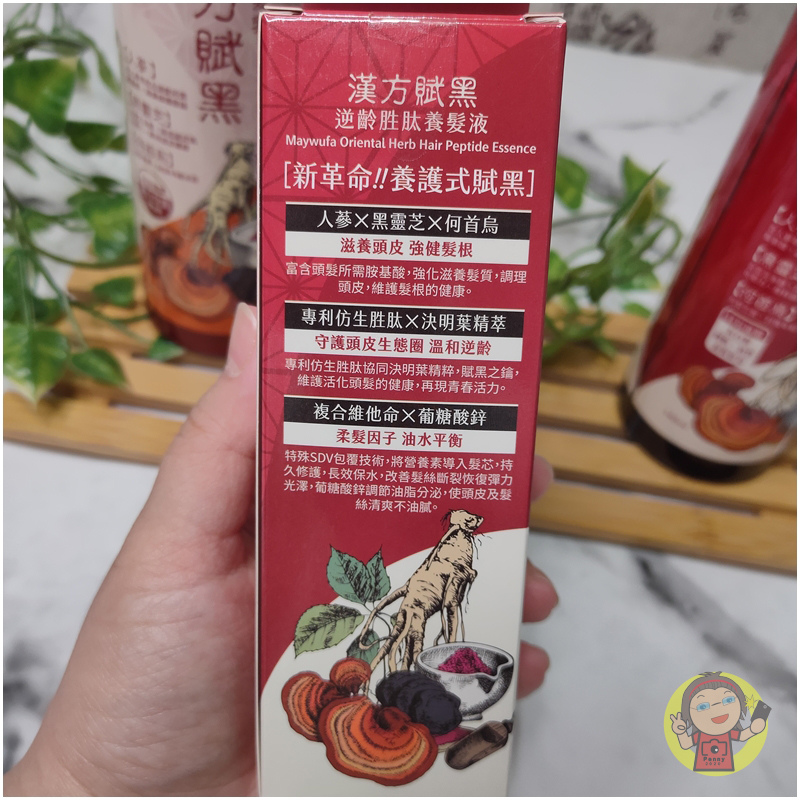 漢方賦黑
逆齡胜肽養髮液
Maywufa Oriental Herb Hair Peptide Essence
[新革命!!養護式賦黑]
人蔘×黑靈芝×何首烏
滋養頭皮 強健髮根
富含頭髮所需胺基酸,強化滋養髮質,調理
頭皮,維護髮根的健康。
專利仿生胜肽×決明葉精萃
守護頭皮生態圈 溫和逆齡
專利仿生胜肽協同決明葉精粹,賦黑之鑰,
維護活化頭髮的健康,再現青春活力。
複合維他命×葡糖酸鋅
柔髮因子 油水平衡
特殊SDV包覆技術,將營養素導入髮芯,持
久修護,長效保水,改善髮絲斷裂恢復彈力
光澤,葡糖酸鋅調節油脂分泌,使頭皮及髮
絲清爽不油膩。
方賦黑
Penny